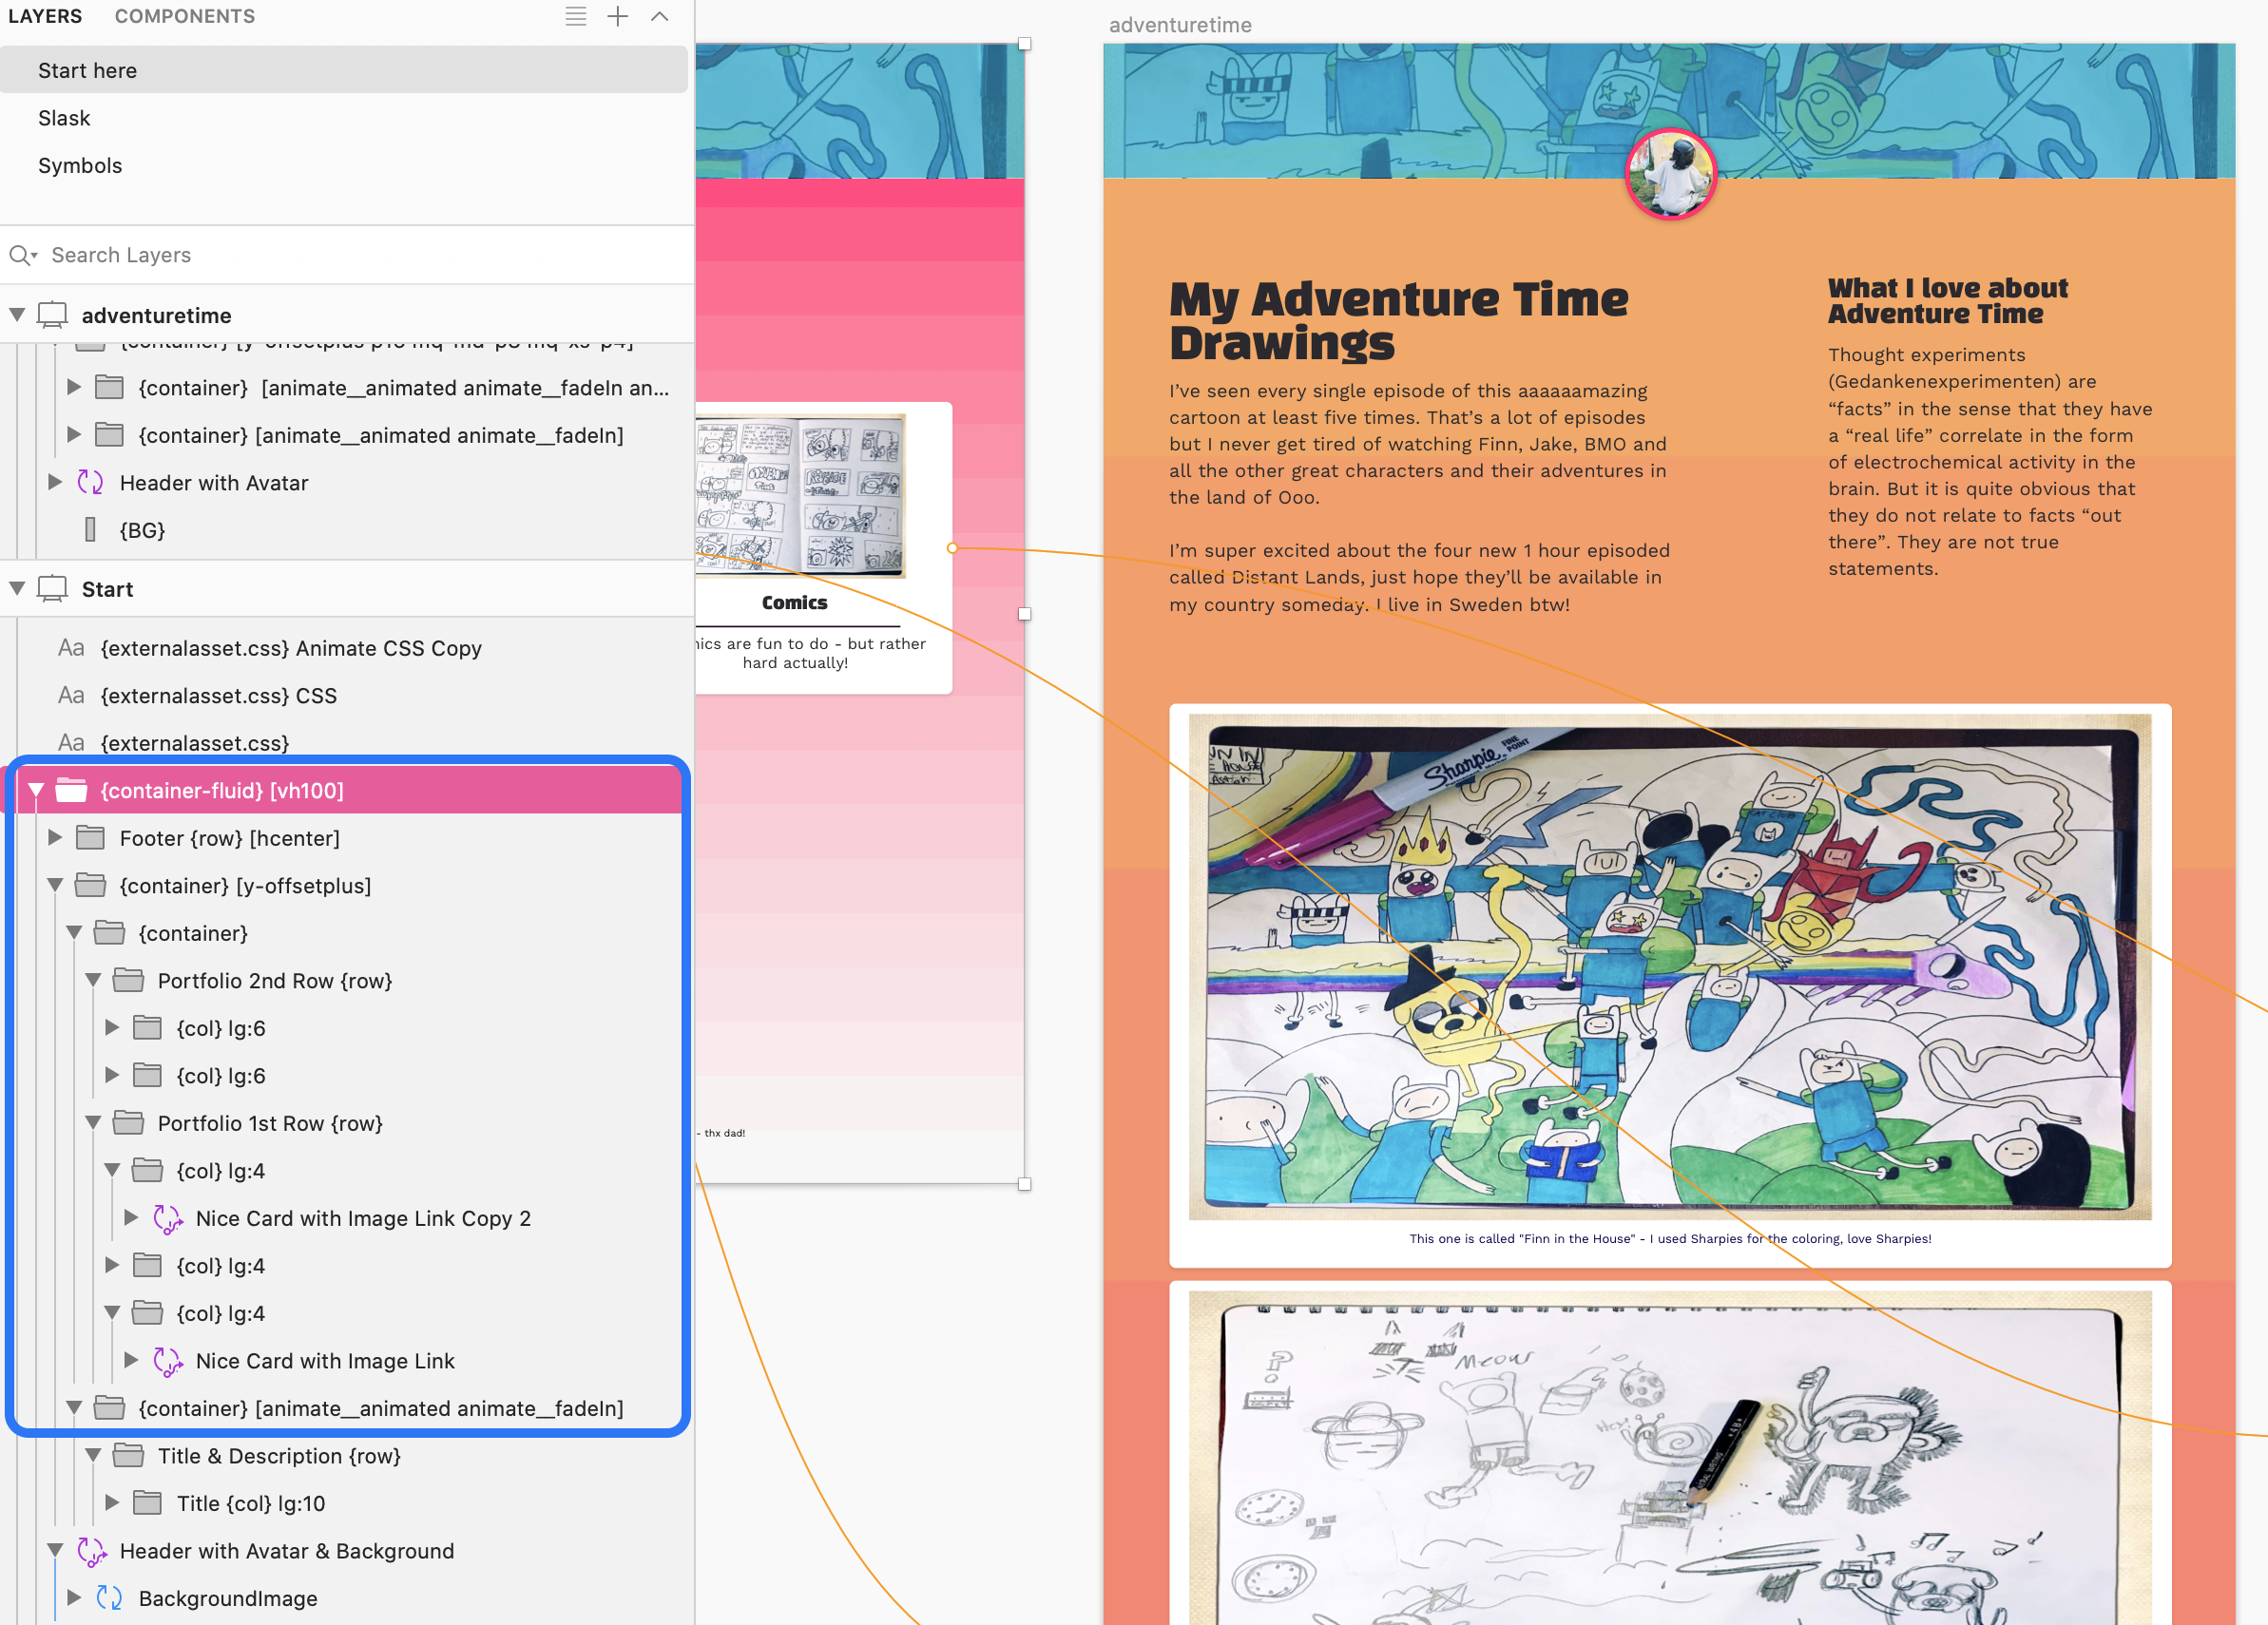 LAYERS
COMPONENTS
Start here
Slask
Symbols
Search Layers
adventuretime
{container} [y-offsetplus p16 mq-md-p8 mq-xs-p4]
{container}  [animate__animated animate__fadeIn an...
{container} [animate__animated animate__fadeIn]
Header with Avatar
{BG}
Start
Aa {externalasset.css} Animate CSS Copy
Aa {externalasset.css} CSS
Aa {externalasset.css}
{container-fluid} [vh100]
Footer {row} [hcenter]
{container} [y-offsetplus]
{container}
Portfolio 2nd Row {row}
{col} lg:6
{col} lg:6
Portfolio 1st Row {row}
{col} lg:4
Nice Card with Image Link Copy 2
{col} lg:4
{col} lg:4
Nice Card with Image Link
{container} [animate__animated animate__fadeIn]
Title & Description {row}
Title {col} lg:10
Header with Avatar & Background
BackgroundImage
Comics
nics are fun to do - but rather
hard actually!
- thx dad!
adventuretime
My Adventure Time
Drawings
I've seen every single episode of this aaaaaamazing
cartoon at least five times. That's a lot of episodes
but I never get tired of watching Finn, Jake, BMO and
all the other great characters and their adventures in
the land of Ooo.
I'm super excited about the four new 1 hour episoded
called Distant Lands, just hope they'll be available in
my country someday. I live in Sweden btw!
What I love about
Adventure Time
Thought experiments
(Gedankenexperimenten) are
“facts” in the sense that they have
a “real life” correlate in the form
of electrochemical activity in the
brain. But it is quite obvious that
they do not relate to facts “out
there”. They are not true
statements.
Sharpie
FINE
POINT
This one is called "Finn in the House" - I used Sharpies for the coloring, love Sharpies!
Meow